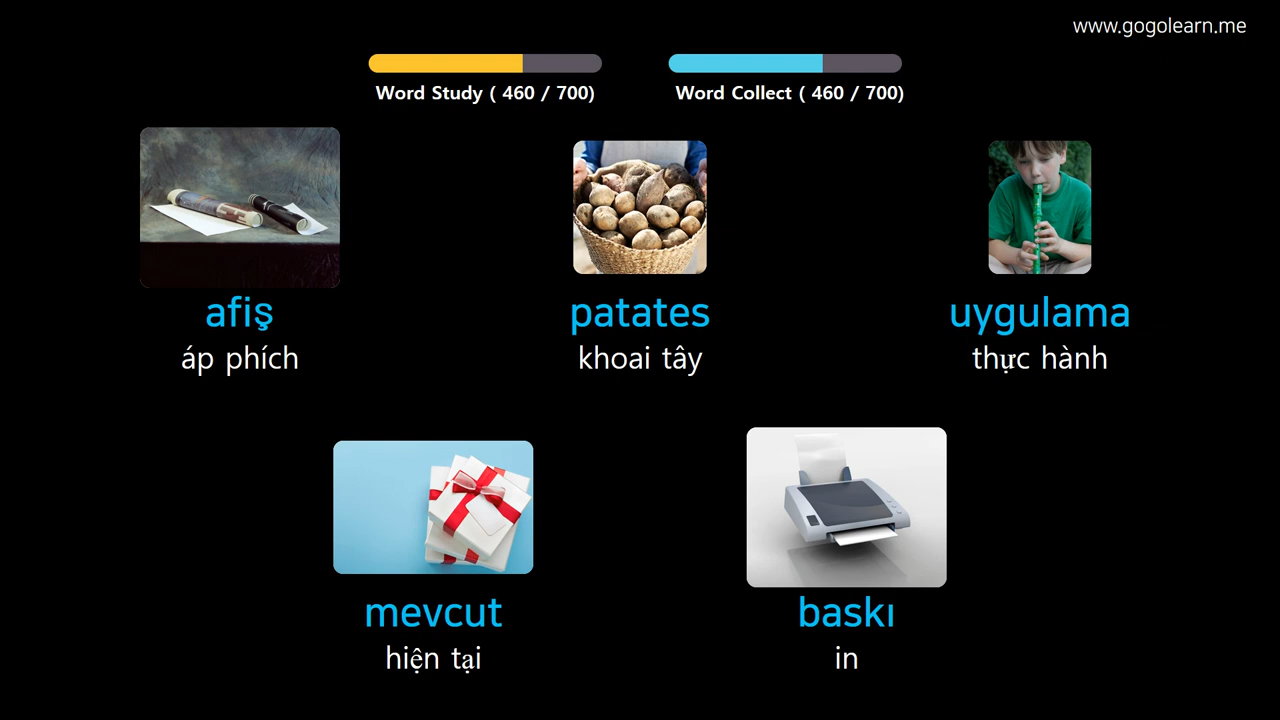 www.gogolearn.me
Word Study ( 460 / 700)
Word Collect ( 460 / 700)
afiş
áp phích
patates
khoai tây
uygulama
thực hành
mevcut
hiện tại
baskı
in